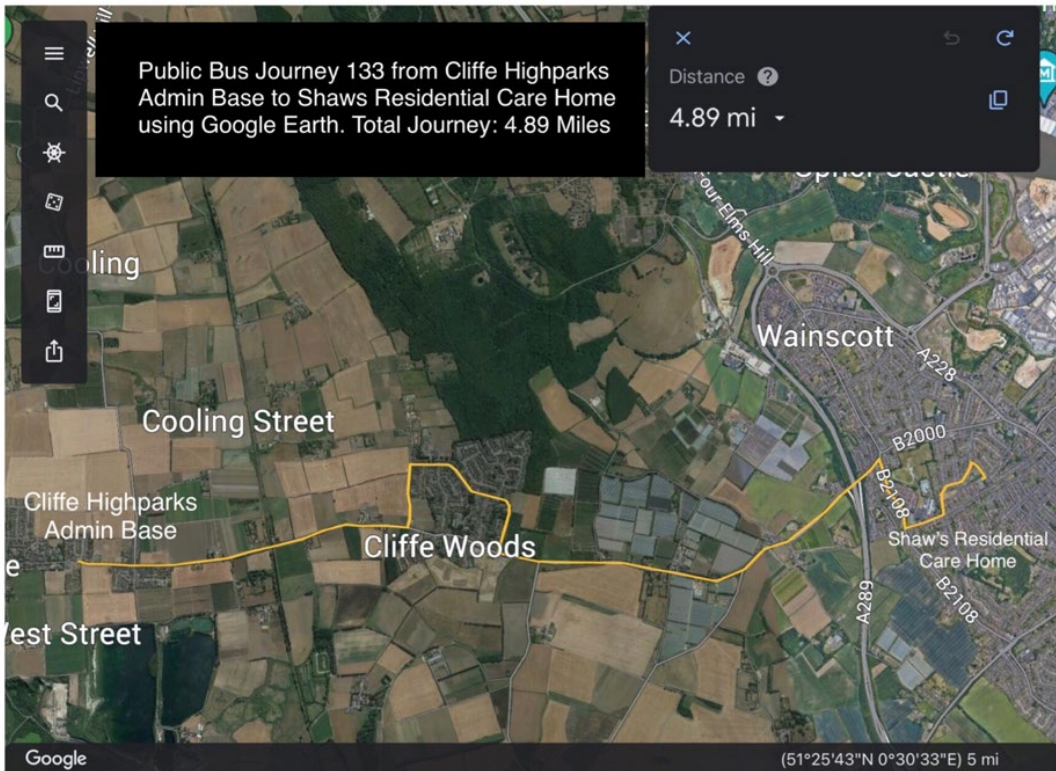 Public Bus Journey 133 from Cliffe Highparks
Admin Base to Shaws Residential Care Home
using Google Earth. Total Journey: 4.89 Miles
Distance ?
4.89 mi
Four Elms Hill
Cooling
Wainscott
A228
Cooling Street
B2000
Cliffe Highparks
Admin Base
B2108
Cliffe Woods
Shaw's Residential
Care Home
A289
B2108
West Street
Google
(51°25'43"N 0°30'33"E) 5 mi